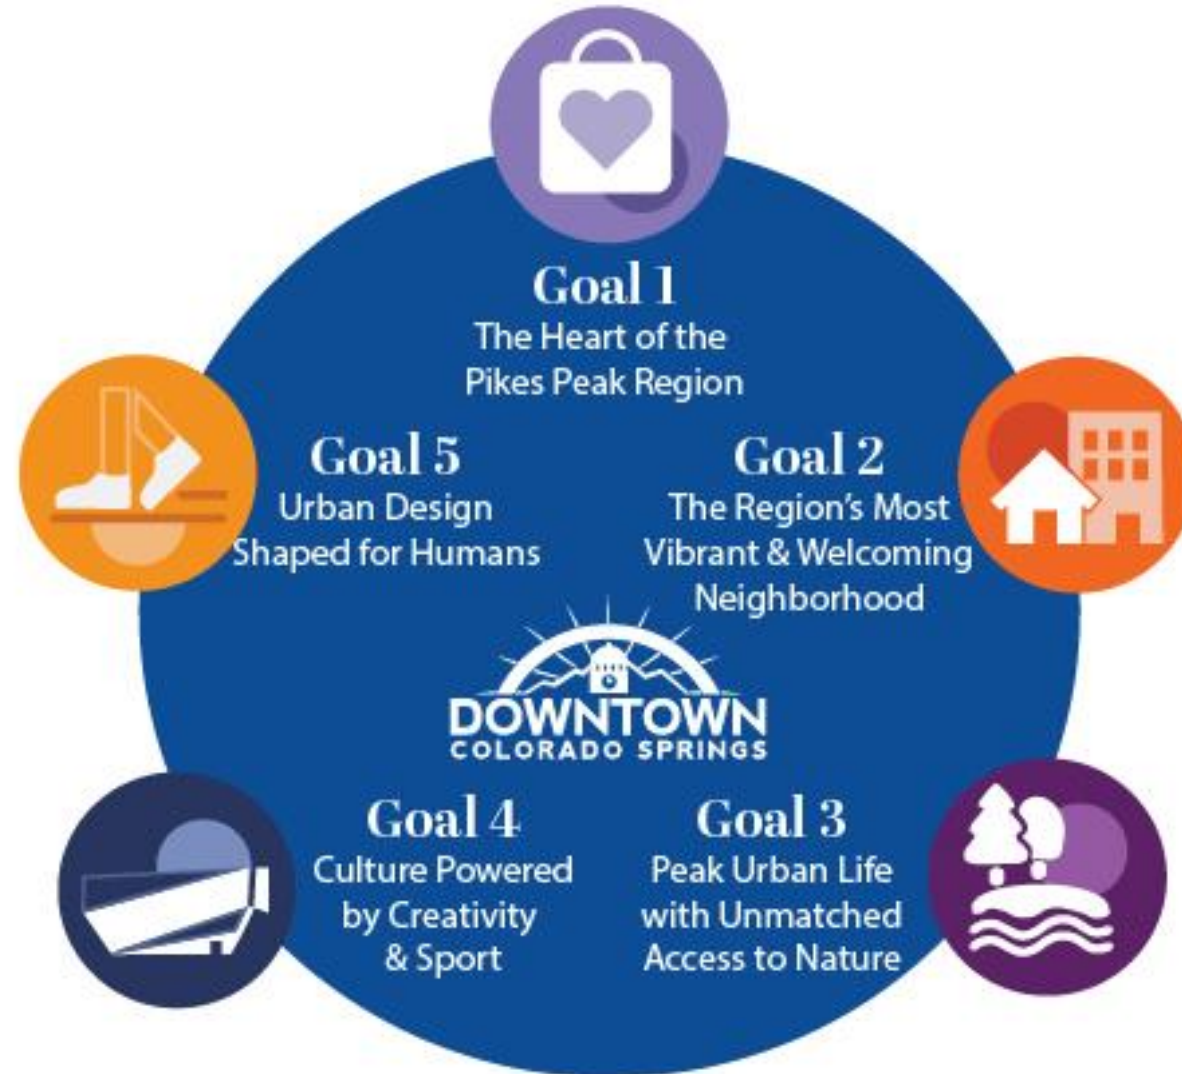 Goal 1
The Heart of the
Pikes Peak Region
Goal 2
The Region's Most
Vibrant & Welcoming
Neighborhood
Goal 3
Peak Urban Life
with Unmatched
Access to Nature
Goal 4
Culture Powered
by Creativity
& Sport
Goal 5
Urban Design
Shaped for Humans
DOWNTOWN
COLORADO SPRINGS